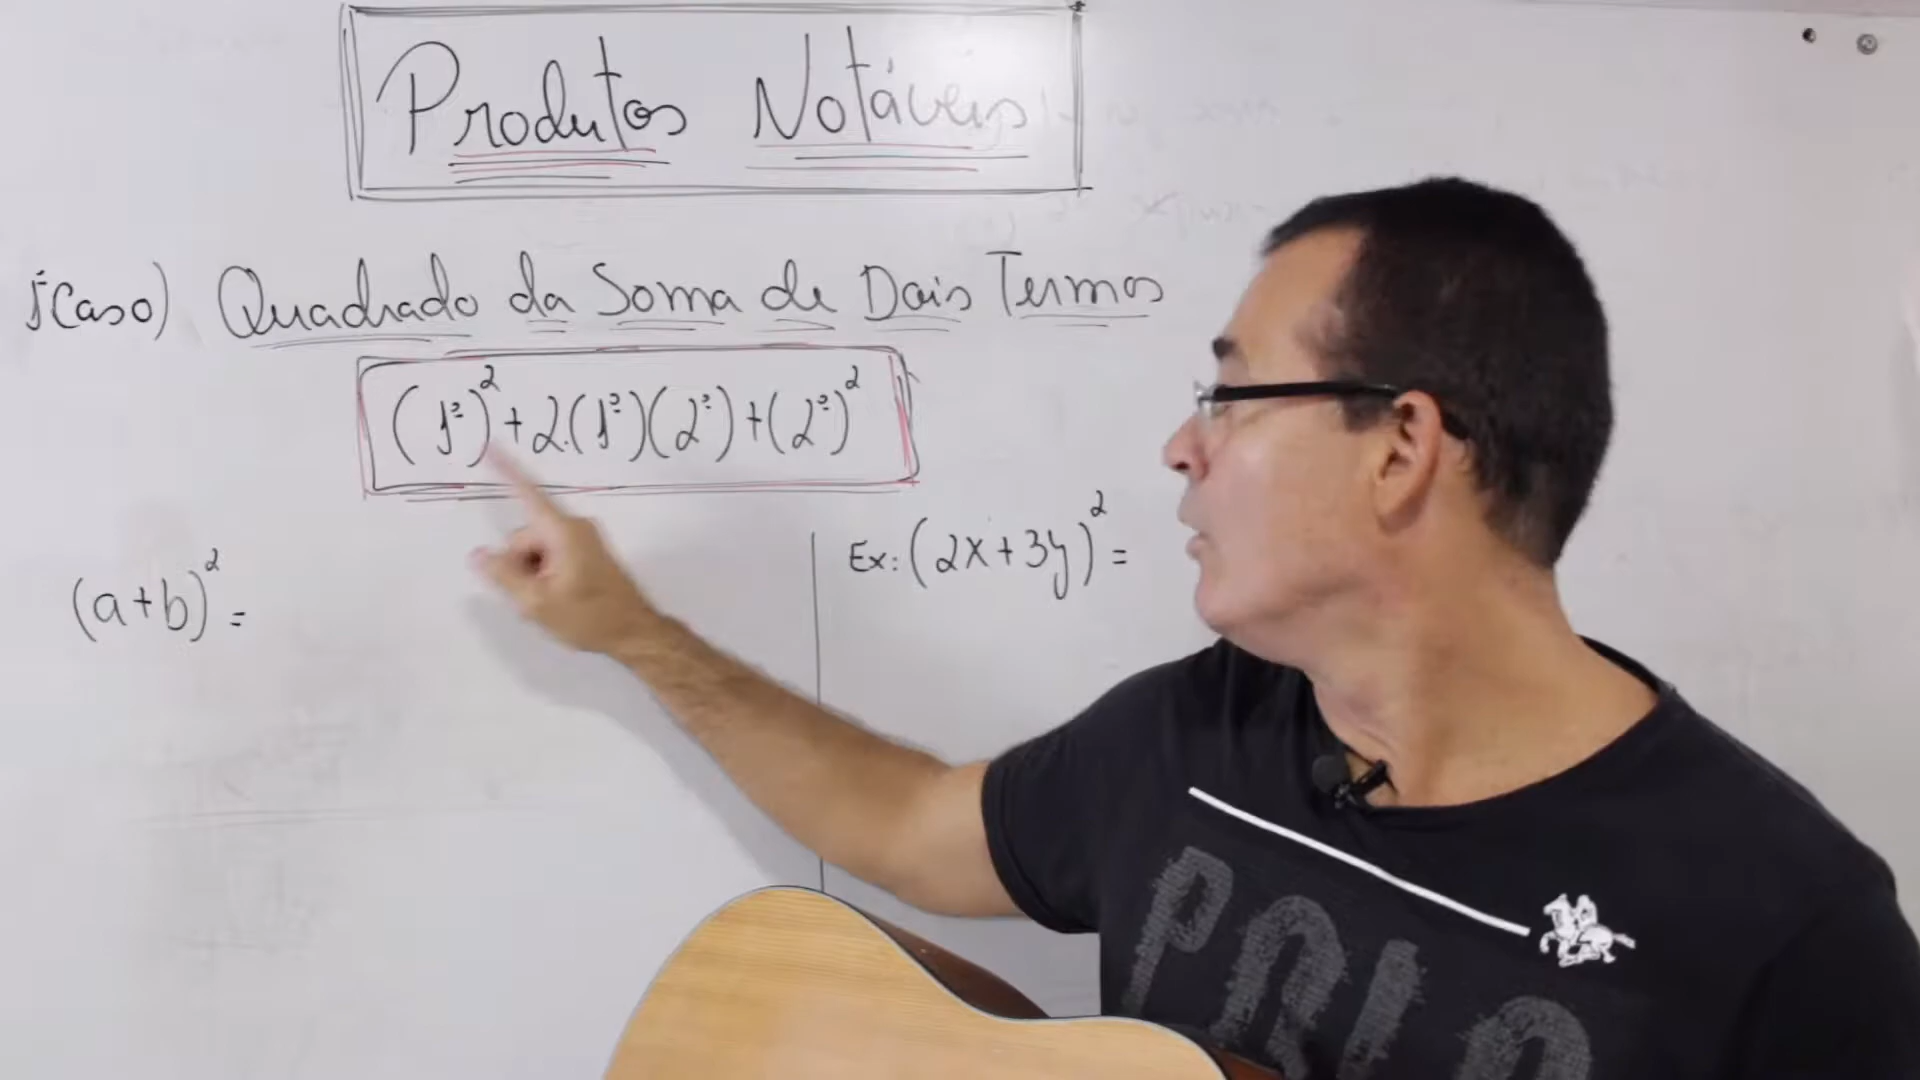 Produtos Notáveis
1º Caso) Quadrado da Soma de Dois Termos
(1º)² + 2.(1º)(2º) + (2º)²
Ex: (2x+3y)² =
(a+b)² =
POLO